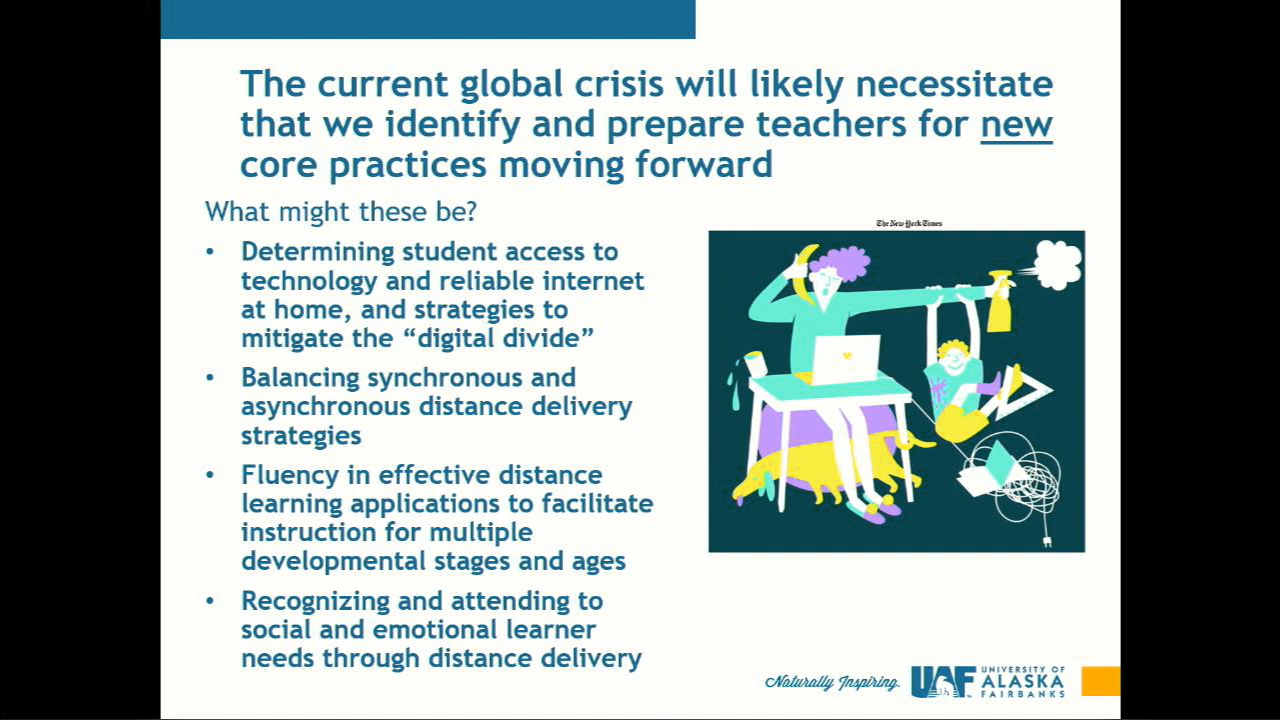 The current global crisis will likely necessitate
that we identify and prepare teachers for new
core practices moving forward
What might these be?
• Determining student access to
technology and reliable internet
at home, and strategies to
mitigate the “digital divide”
• Balancing synchronous and
asynchronous distance delivery
strategies
• Fluency in effective distance
learning applications to facilitate
instruction for multiple
developmental stages and ages
• Recognizing and attending to
social and emotional learner
needs through distance delivery
The New York Times
Naturally Inspiring.
UAF
UNIVERSITY OF
ALASKA
FAIRBANKS